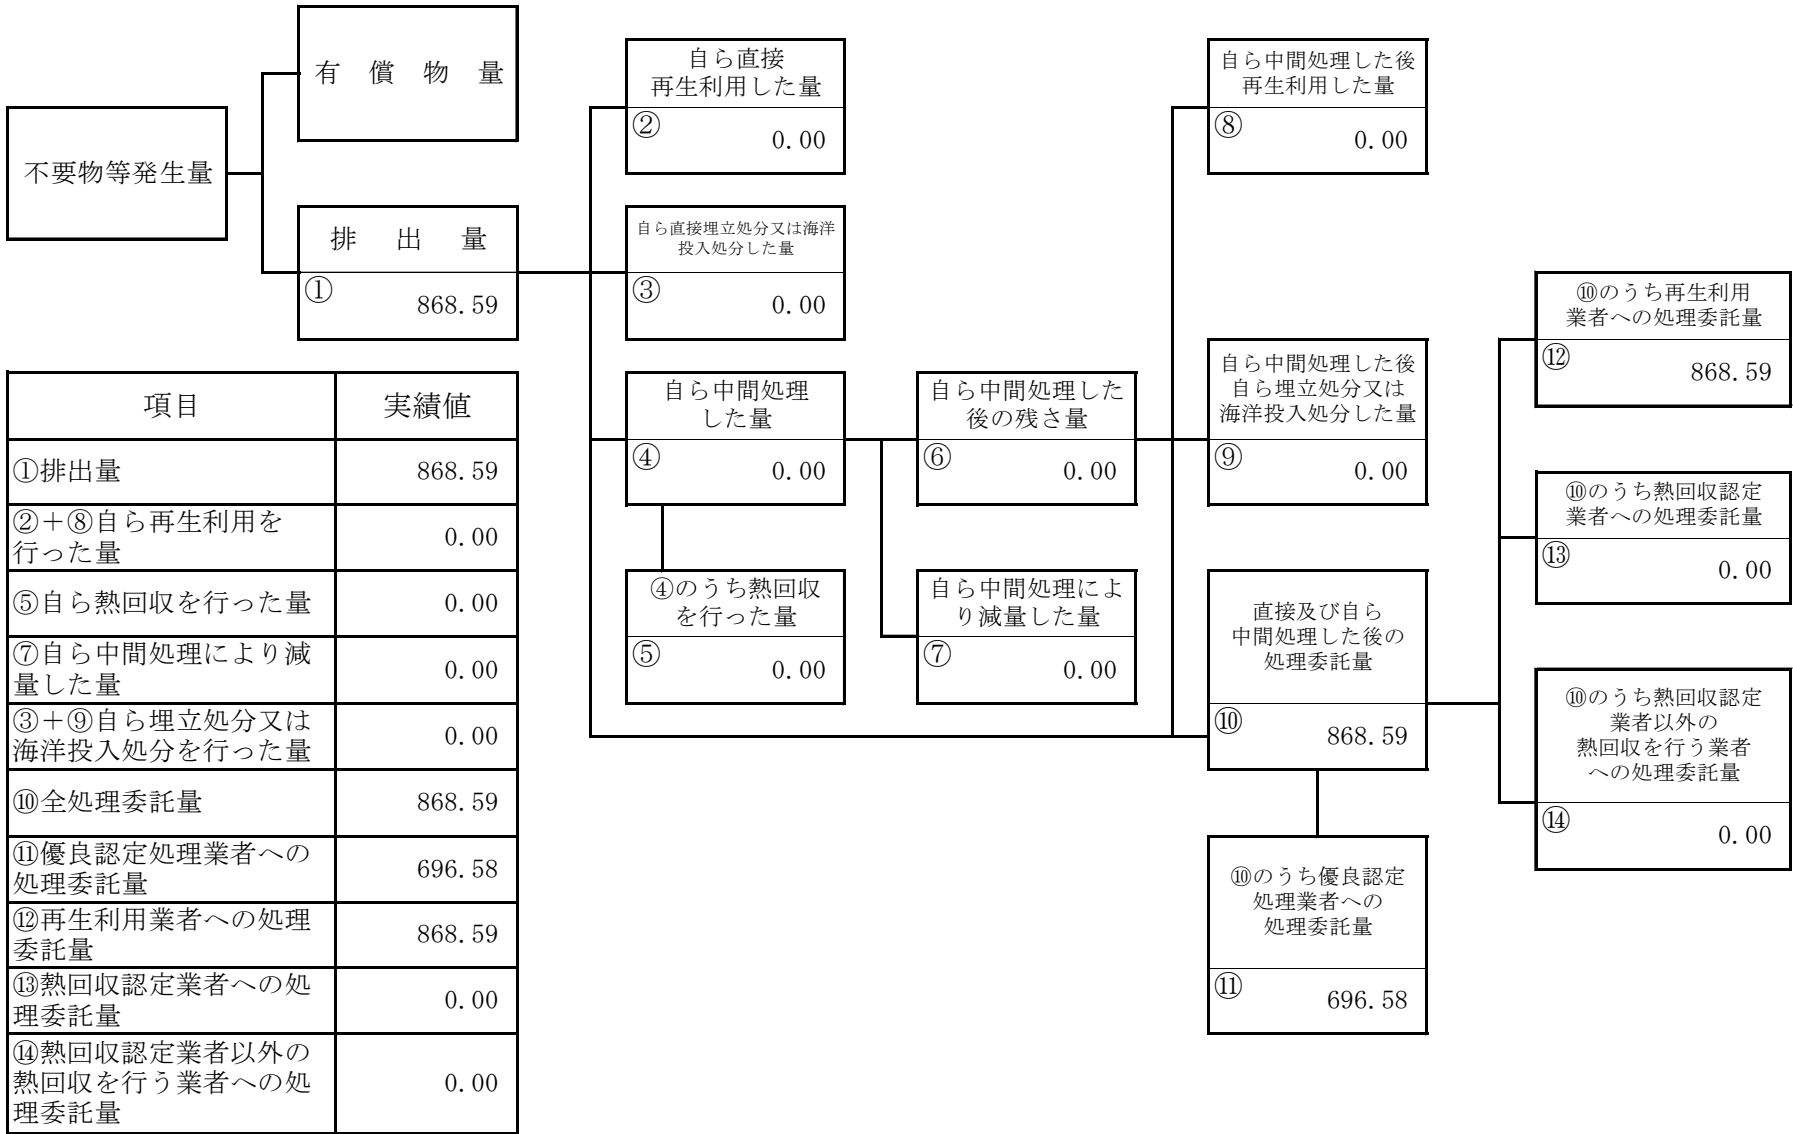 不要物等発生量
有　償　物　量
排　出　量
①
868.59
自ら直接
再生利用した量
②
0.00
自ら直接埋立処分又は海洋
投入処分した量
③
0.00
自ら中間処理
した量
④
0.00
④のうち熱回収
を行った量
⑤
0.00
自ら中間処理した
後の残さ量
⑥
0.00
自ら中間処理によ
り減量した量
⑦
0.00
自ら中間処理した後
再生利用した量
⑧
0.00
自ら中間処理した後
自ら埋立処分又は
海洋投入処分した量
⑨
0.00
直接及び自ら
中間処理した後の
処理委託量
⑩
868.59
⑩のうち優良認定
処理業者への
処理委託量
⑪
696.58
⑩のうち再生利用
業者への処理委託量
⑫
868.59
⑩のうち熱回収認定
業者への処理委託量
⑬
0.00
⑩のうち熱回収認定
業者以外の
熱回収を行う業者
への処理委託量
⑭
0.00
項目　実績値
①排出量　868.59
②＋⑧自ら再生利用を
行った量　0.00
⑤自ら熱回収を行った量　0.00
⑦自ら中間処理により減
量した量　0.00
③＋⑨自ら埋立処分又は
海洋投入処分を行った量　0.00
⑩全処理委託量　868.59
⑪優良認定処理業者への
処理委託量　696.58
⑫再生利用業者への処理
委託量　868.59
⑬熱回収認定業者への処
理委託量　0.00
⑭熱回収認定業者以外の
熱回収を行う業者への処
理委託量　0.00